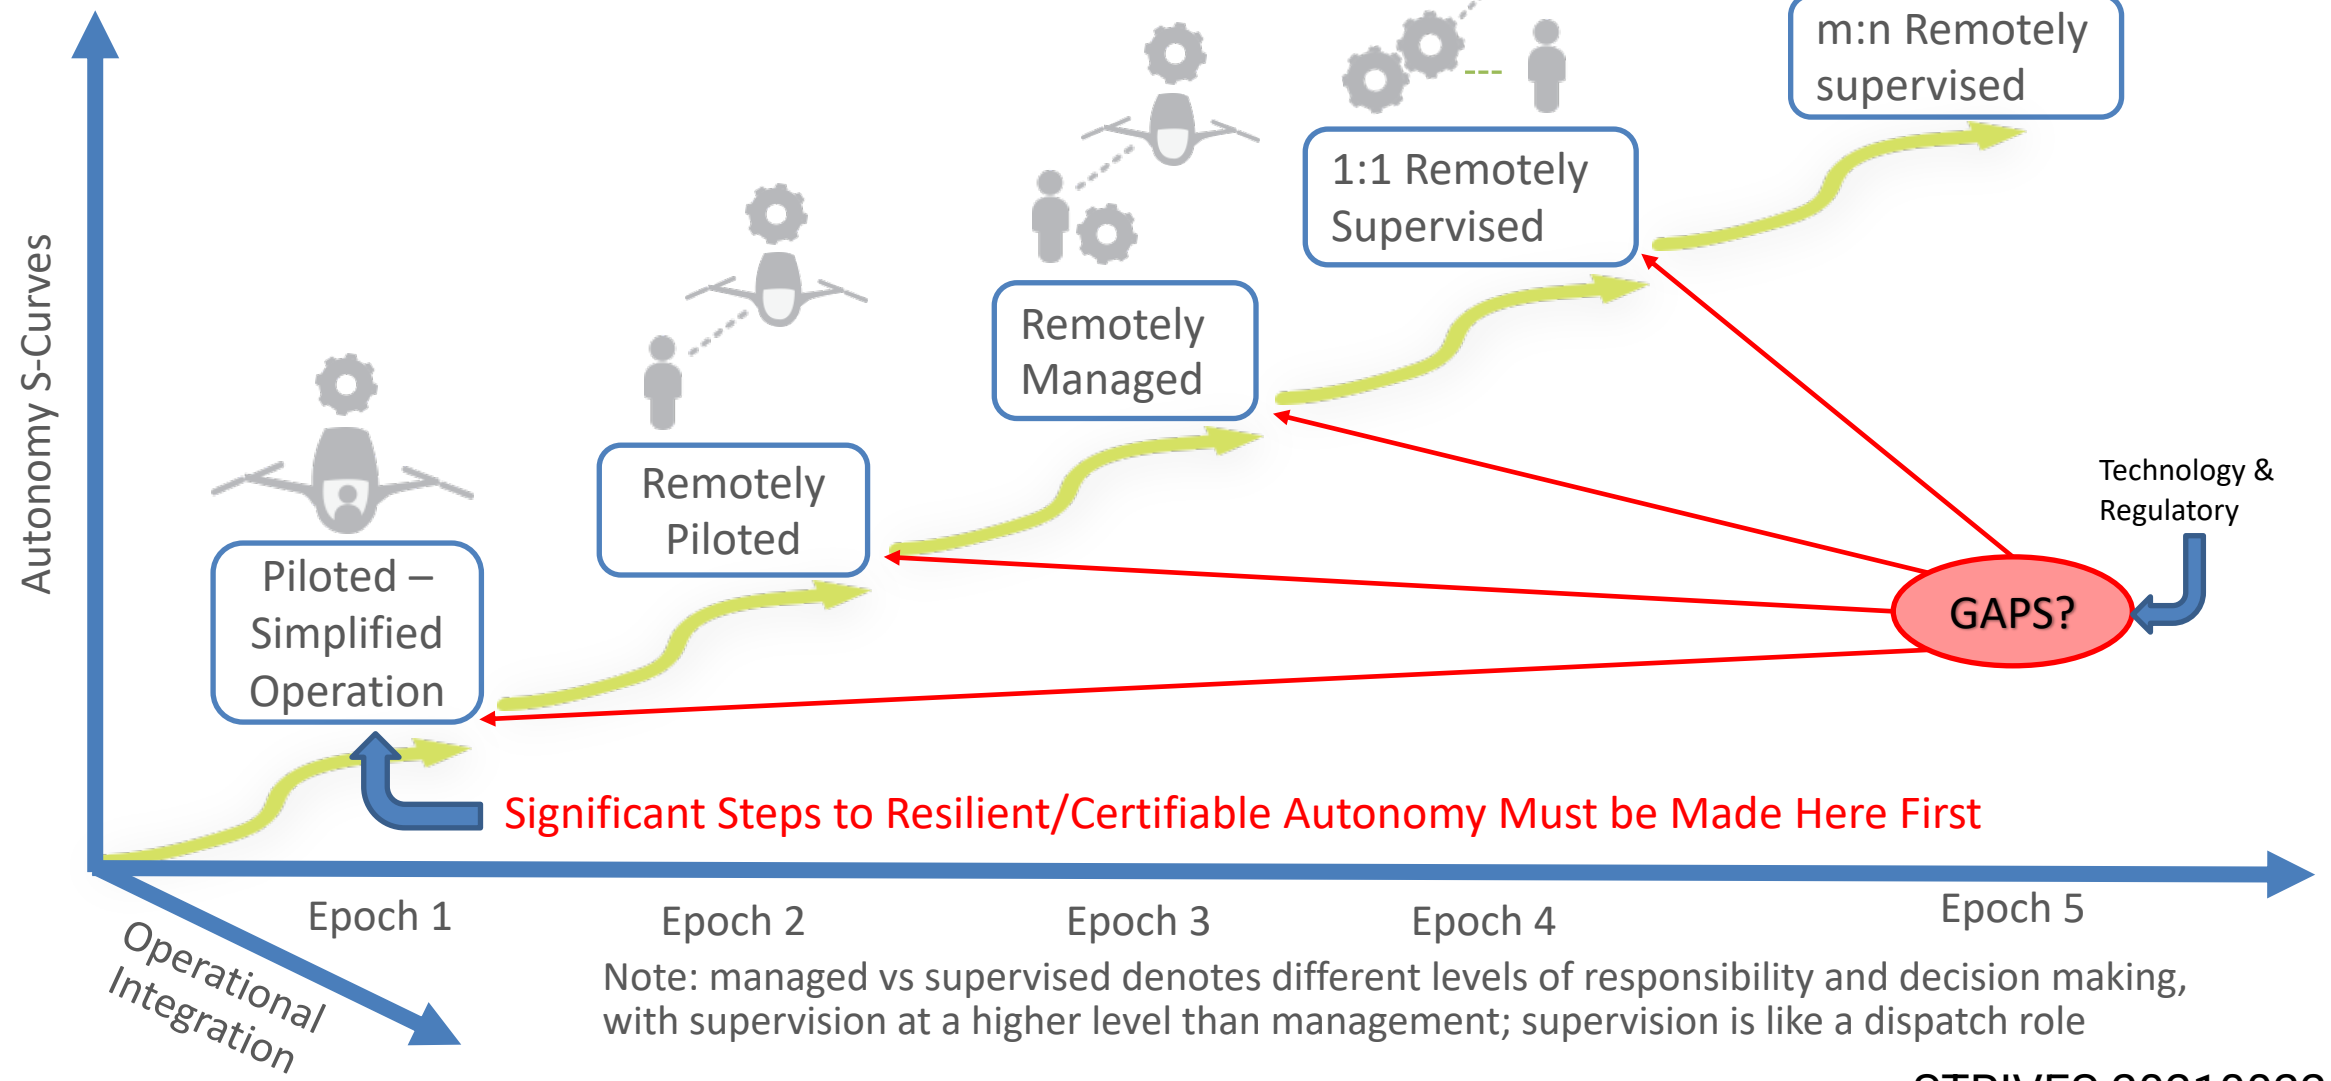 m:n Remotely
supervised
1:1 Remotely
Supervised
Remotely
Managed
Remotely
Piloted
Piloted –
Simplified
Operation
Autonomy S-Curves
Technology &
Regulatory
GAPS?
Significant Steps to Resilient/Certifiable Autonomy Must be Made Here First
Epoch 1
Epoch 2
Epoch 3
Epoch 4
Epoch 5
Operational
Integration
Note: managed vs supervised denotes different levels of responsibility and decision making,
with supervision at a higher level than management; supervision is like a dispatch role